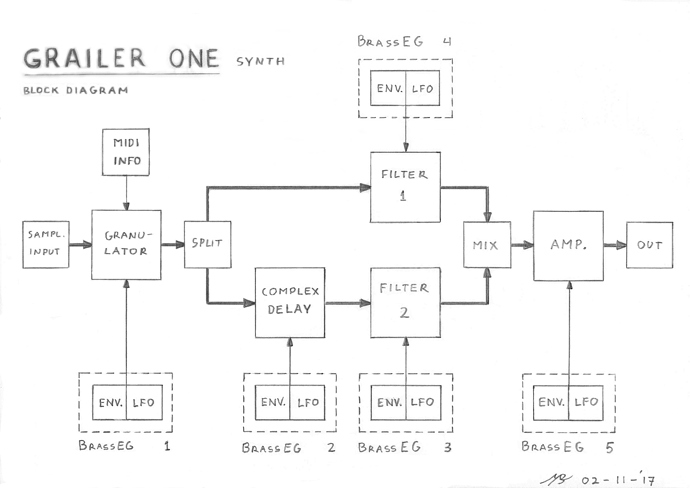 GRAILER ONE SYNTH
BLOCK DIAGRAM
BRASSEG 4
ENV. LFO
MIDI
INFO
FILTER
1
SAMPL.
INPUT
GRANU-
LATOR
SPLIT
MIX
AMP.
OUT
COMPLEX
DELAY
FILTER
2
ENV. LFO
BRASSEG 1
ENV. LFO
BRASSEG 2
ENV. LFO
BRASSEG 3
ENV. LFO
BRASSEG 5
02-11-'17